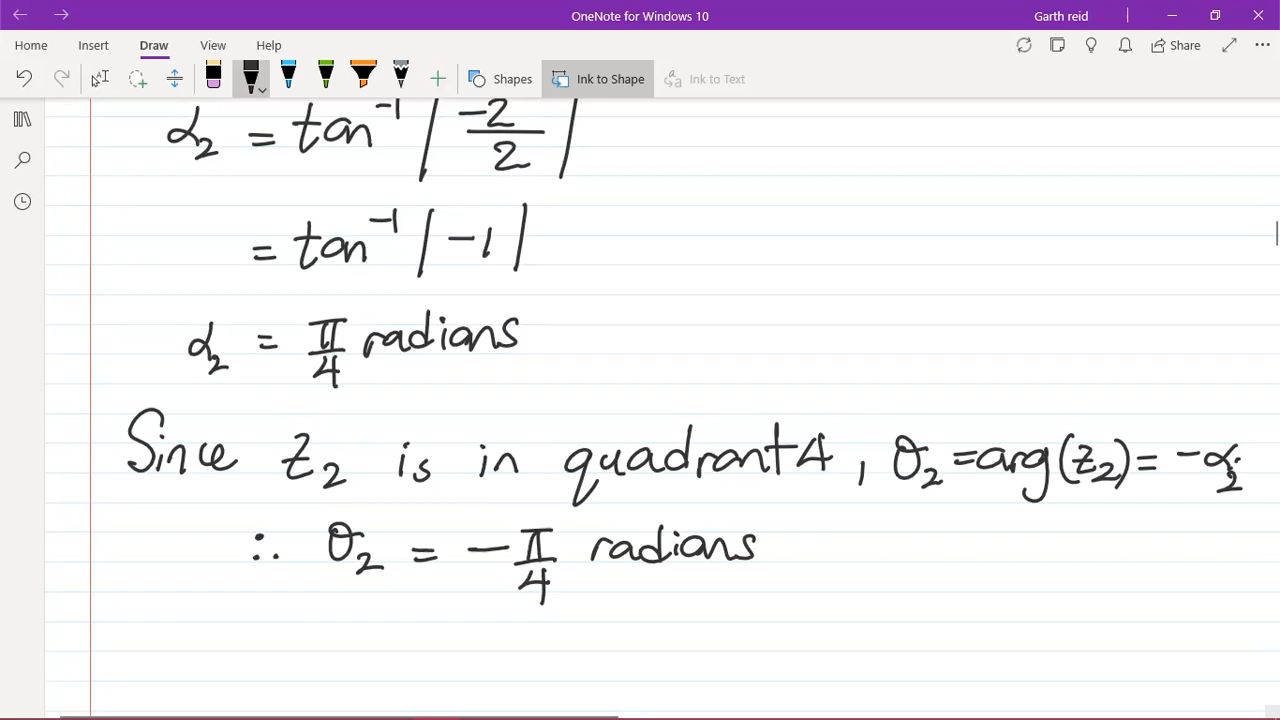 OneNote for Windows 10
Garth reid
Home Insert Draw View Help
Share
Shapes Ink to Shape Ink to Text
α₂ = tan⁻¹ | -2/2 |
= tan⁻¹ | -1 |
α₂ = π/4 radians
Since z₂ is in quadrant 4, θ₂ = arg(z₂) = -α₂
∴ θ₂ = -π/4 radians